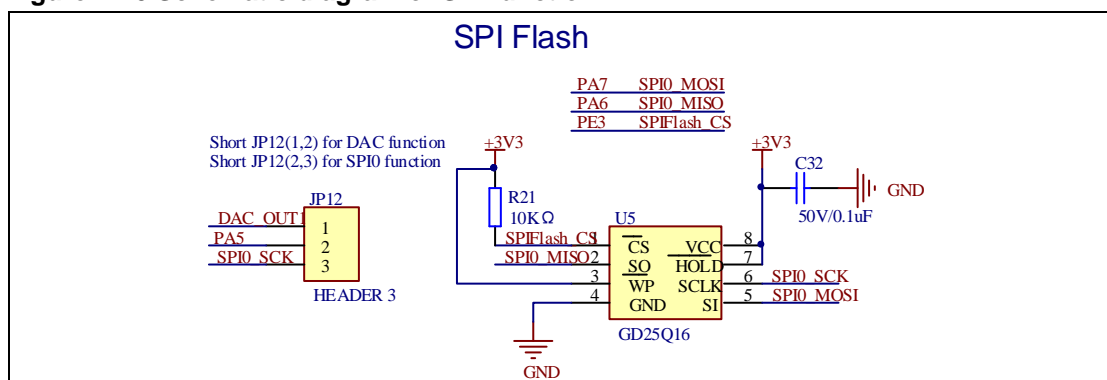 SPI Flash
PA7 SPI0_MOSI
PA6 SPI0_MISO
PE3 SPIFlash_CS
Short JP12(1,2) for DAC function
Short JP12(2,3) for SPI0 function
+3V3
+3V3
C32
GND
50V/0.1uF
R21
10KΩ
JP12
DAC_OUT1 1
PA5 2
SPI0_SCK 3
HEADER 3
U5
SPIFlash_CS 1 CS VCC 8
SPI0_MISO 2 SO HOLD 7
3 WP SCLK 6 SPI0_SCK
4 GND SI 5 SPI0_MOSI
GD25Q16
GND